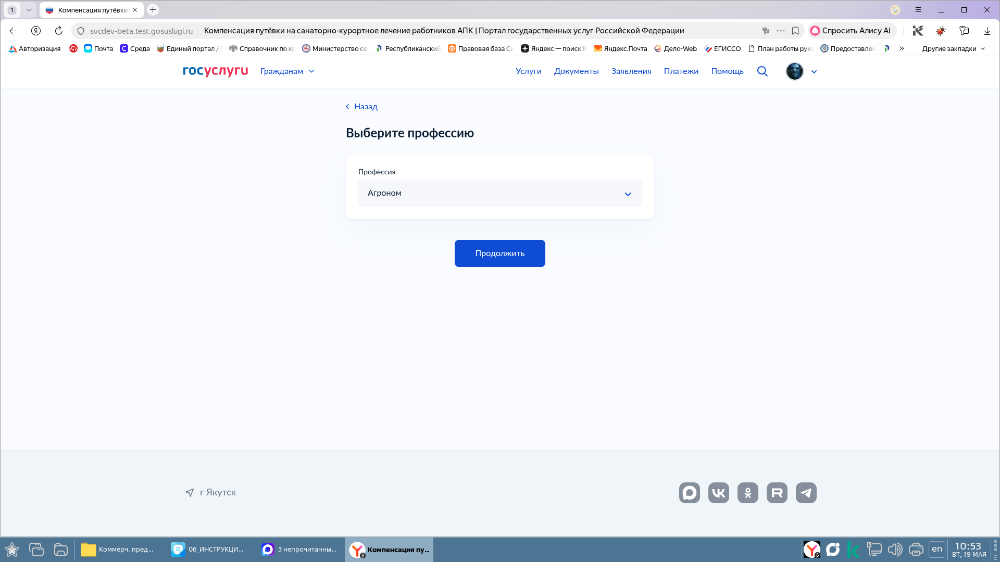 1
Компенсация путёвки
svcdev-beta.test.gosuslugi.ru
Компенсация путёвки на санаторно-курортное лечение работников АПК | Портал государственных услуг Российской Федерации
Спросить Алису AI
Авторизация
Почта
Среда
Единый портал /
Справочник по кр
Министерство се
Республиканский
Правовая база Си
Яндекс — поиск
Яндекс.Почта
Дело-Web
ЕГИССО
План работы рук
Предоставлен
Другие закладки
госуслуги
Гражданам
Услуги
Документы
Заявления
Платежи
Помощь
Назад
Выберите профессию
Профессия
Агроном
Продолжить
г Якутск
Коммерч. пред...
06_ИНСТРУКЦИ...
3 непрочитанны...
Компенсация пу...
en
10:53
ВТ, 19 МАЯ